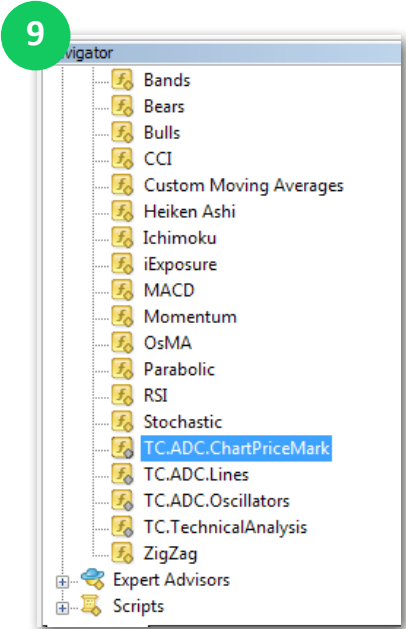 9
vigator
Bands
Bears
Bulls
CCI
Custom Moving Averages
Heiken Ashi
Ichimoku
iExposure
MACD
Momentum
OsMA
Parabolic
RSI
Stochastic
TC.ADC.ChartPriceMark
TC.ADC.Lines
TC.ADC.Oscillators
TC.TechnicalAnalysis
ZigZag
Expert Advisors
Scripts